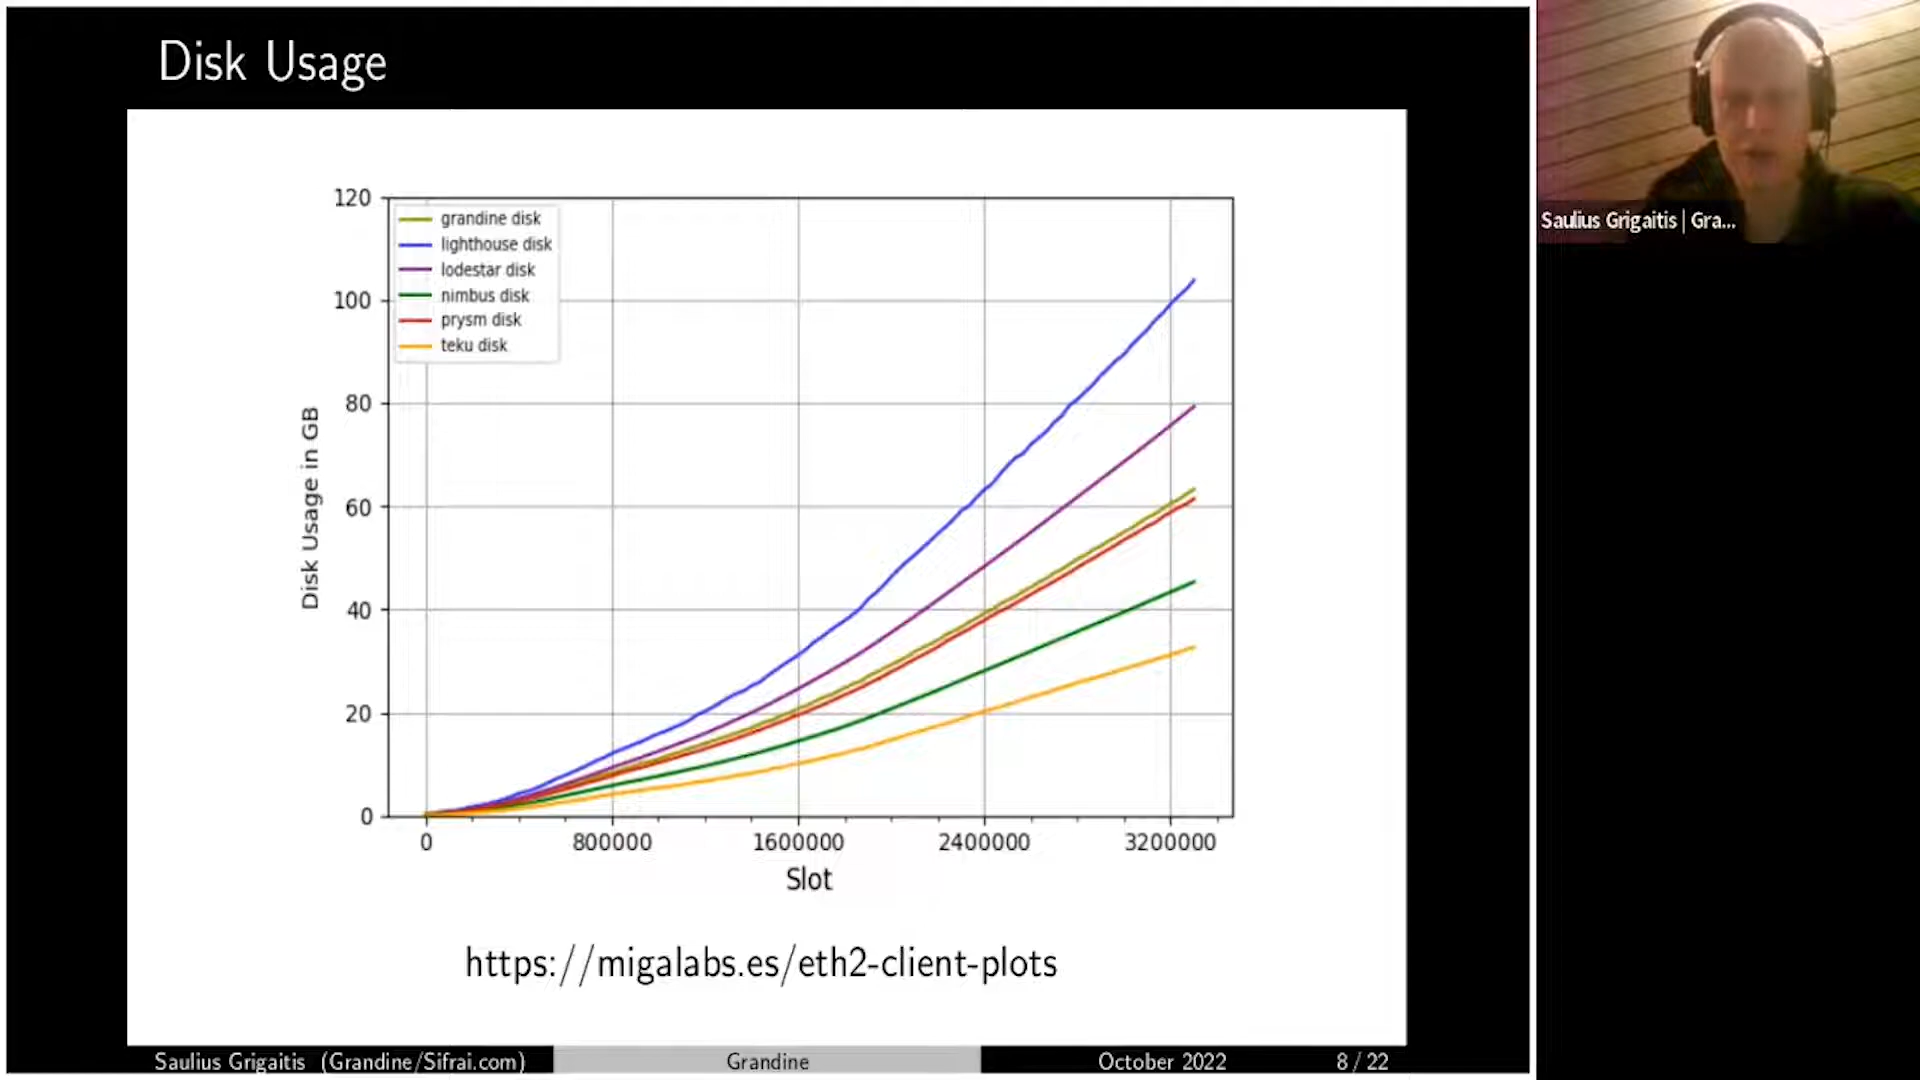 Disk Usage
120
100
80
60
40
20
0
grandine disk
lighthouse disk
lodestar disk
nimbus disk
prysm disk
teku disk
Disk Usage in GB
0 800000 1600000 2400000 3200000
Slot
https://migalabs.es/eth2-client-plots
Saulius Grigaitis (Grandine/Sifrai.com) Grandine October 2022 8 / 22
Saulius Grigaitis | Gra...